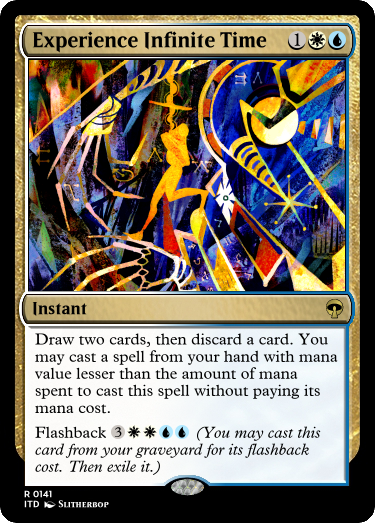 Experience Infinite Time 1
Instant
Draw two cards, then discard a card. You
may cast a spell from your hand with mana
value lesser than the amount of mana
spent to cast this spell without paying its
mana cost.
Flashback 3 (You may cast this
card from your graveyard for its flashback
cost. Then exile it.)
R 0141
ITD Slitherbop